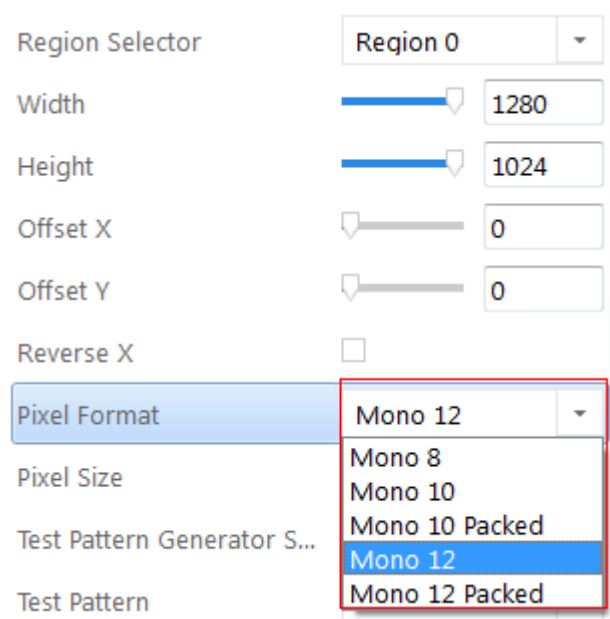 Region Selector Region 0
Width 1280
Height 1024
Offset X 0
Offset Y 0
Reverse X
Pixel Format Mono 12
Mono 8
Pixel Size
Mono 10
Mono 10 Packed
Test Pattern Generator S...
Mono 12
Mono 12 Packed
Test Pattern